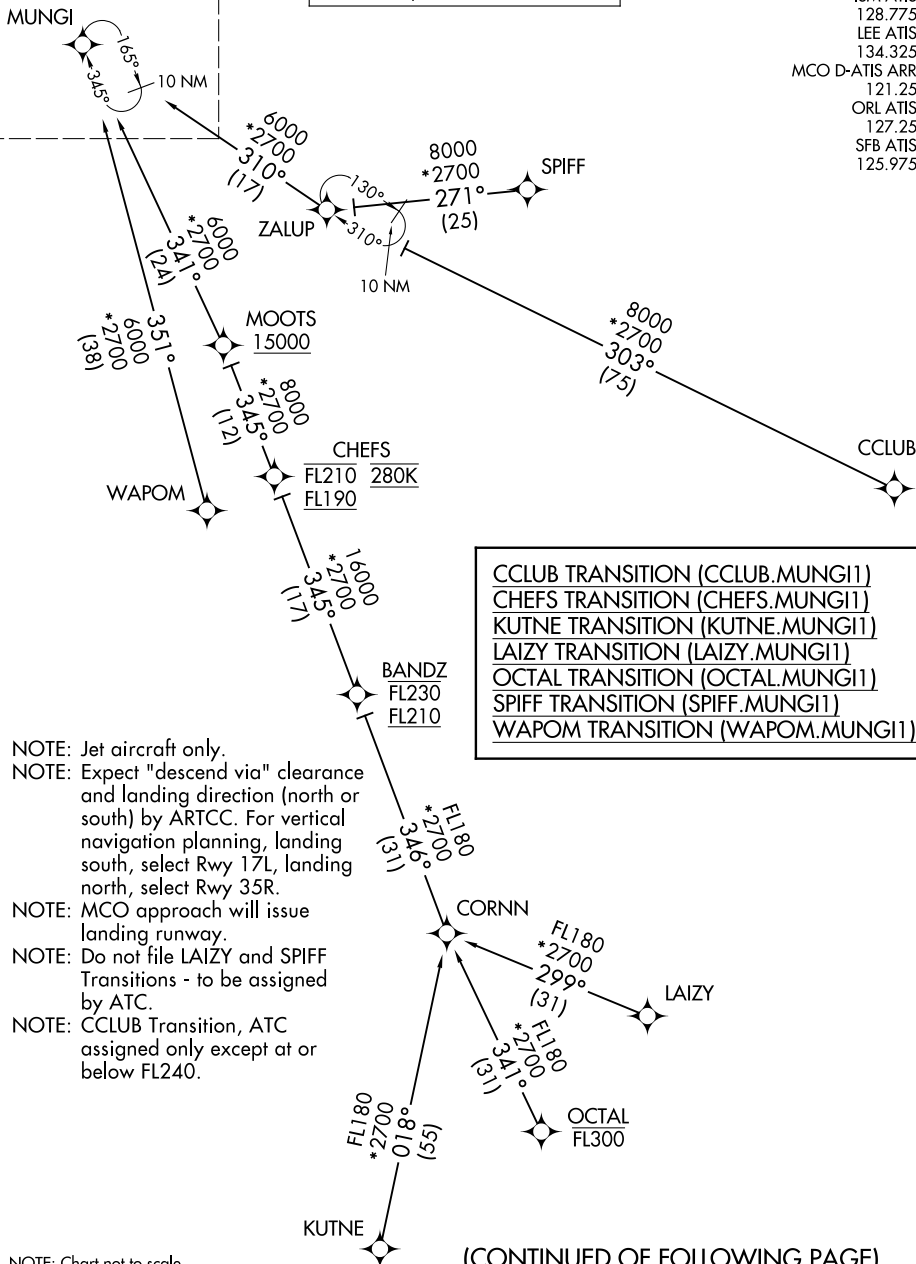 128.775
LEE ATIS
134.325
MCO D-ATIS ARR
121.25
ORL ATIS
127.25
SFB ATIS
125.975
MUNGI
165°
345°
10 NM
6000
*2700
310°
(17)
8000
*2700
271°
(25)
SPIFF
ZALUP
130°
310°
10 NM
6000
*2700
341°
(24)
6000
*2700
351°
(38)
MOOTS
15000
8000
*2700
303°
(75)
8000
*2700
345°
(12)
CHEFS
FL210 280K
FL190
CCLUB
WAPOM
16000
*2700
345°
(17)
CCLUB TRANSITION (CCLUB.MUNGI1)
CHEFS TRANSITION (CHEFS.MUNGI1)
KUTNE TRANSITION (KUTNE.MUNGI1)
LAIZY TRANSITION (LAIZY.MUNGI1)
OCTAL TRANSITION (OCTAL.MUNGI1)
SPIFF TRANSITION (SPIFF.MUNGI1)
WAPOM TRANSITION (WAPOM.MUNGI1)
BANDZ
FL230
FL210
NOTE: Jet aircraft only.
NOTE: Expect "descend via" clearance
and landing direction (north or
south) by ARTCC. For vertical
navigation planning, landing
south, select Rwy 17L, landing
north, select Rwy 35R.
NOTE: MCO approach will issue
landing runway.
NOTE: Do not file LAIZY and SPIFF
Transitions - to be assigned
by ATC.
NOTE: CCLUB Transition, ATC
assigned only except at or
below FL240.
FL180
*2700
346°
(31)
CORNN
FL180
*2700
299°
(31)
LAIZY
FL180
*2700
341°
(31)
OCTAL
FL300
FL180
*2700
018°
(55)
KUTNE
NOTE: Chart not to scale
(CONTINUED OF FOLLOWING PAGE)